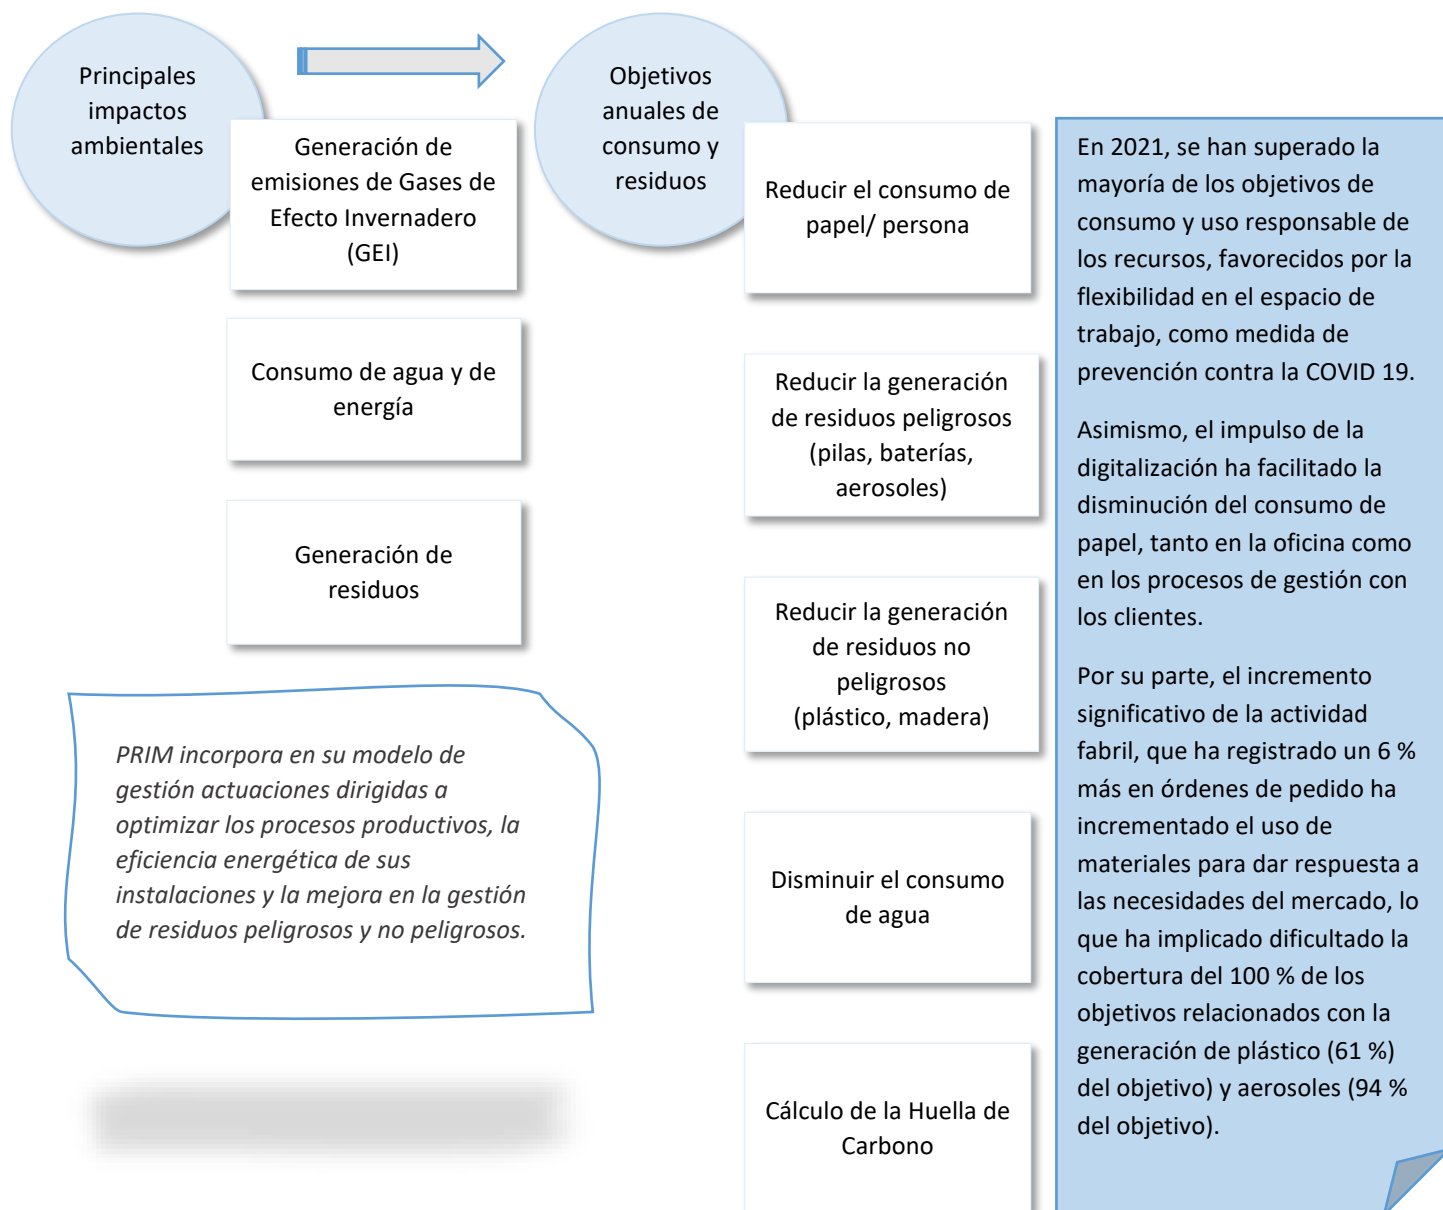 Principales
impactos
ambientales
Generación de
emisiones de Gases de
Efecto Invernadero
(GEI)
Consumo de agua y de
energía
Generación de
residuos
PRIM incorpora en su modelo de
gestión actuaciones dirigidas a
optimizar los procesos productivos, la
eficiencia energética de sus
instalaciones y la mejora en la gestión
de residuos peligrosos y no peligrosos.
Objetivos
anuales de
consumo y
residuos
Reducir el consumo de
papel/ persona
Reducir la generación
de residuos peligrosos
(pilas, baterías,
aerosoles)
Reducir la generación
de residuos no
peligrosos
(plástico, madera)
Disminuir el consumo
de agua
Cálculo de la Huella de
Carbono
En 2021, se han superado la
mayoría de los objetivos de
consumo y uso responsable de
los recursos, favorecidos por la
flexibilidad en el espacio de
trabajo, como medida de
prevención contra la COVID 19.
Asimismo, el impulso de la
digitalización ha facilitado la
disminución del consumo de
papel, tanto en la oficina como
en los procesos de gestión con
los clientes.
Por su parte, el incremento
significativo de la actividad
fabril, que ha registrado un 6 %
más en órdenes de pedido ha
incrementado el uso de
materiales para dar respuesta a
las necesidades del mercado, lo
que ha implicado dificultado la
cobertura del 100 % de los
objetivos relacionados con la
generación de plástico (61 %)
del objetivo) y aerosoles (94 %
del objetivo).